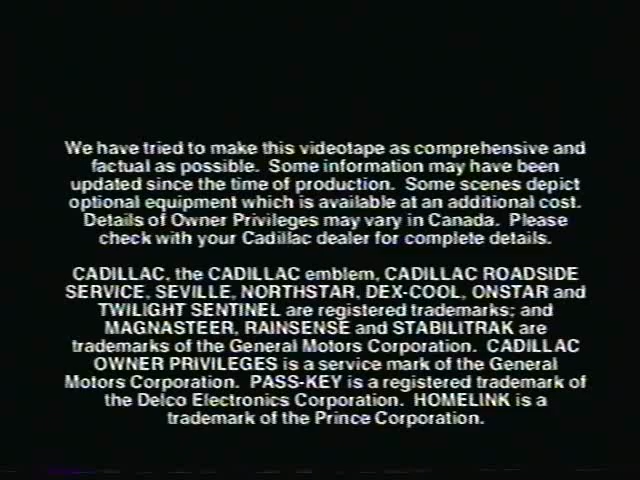 We have tried to make this videotape as comprehensive and
factual as possible. Some information may have been
updated since the time of production. Some scenes depict
optional equipment which is available at an additional cost.
Details of Owner Privileges may vary in Canada. Please
check with your Cadillac dealer for complete details.
CADILLAC, the CADILLAC emblem, CADILLAC ROADSIDE
SERVICE, SEVILLE, NORTHSTAR, DEX-COOL, ONSTAR and
TWILIGHT SENTINEL are registered trademarks; and
MAGNASTEER, RAINSENSE and STABILITRAK are
trademarks of the General Motors Corporation. CADILLAC
OWNER PRIVILEGES is a service mark of the General
Motors Corporation. PASS-KEY is a registered trademark of
the Delco Electronics Corporation. HOMELINK is a
trademark of the Prince Corporation.